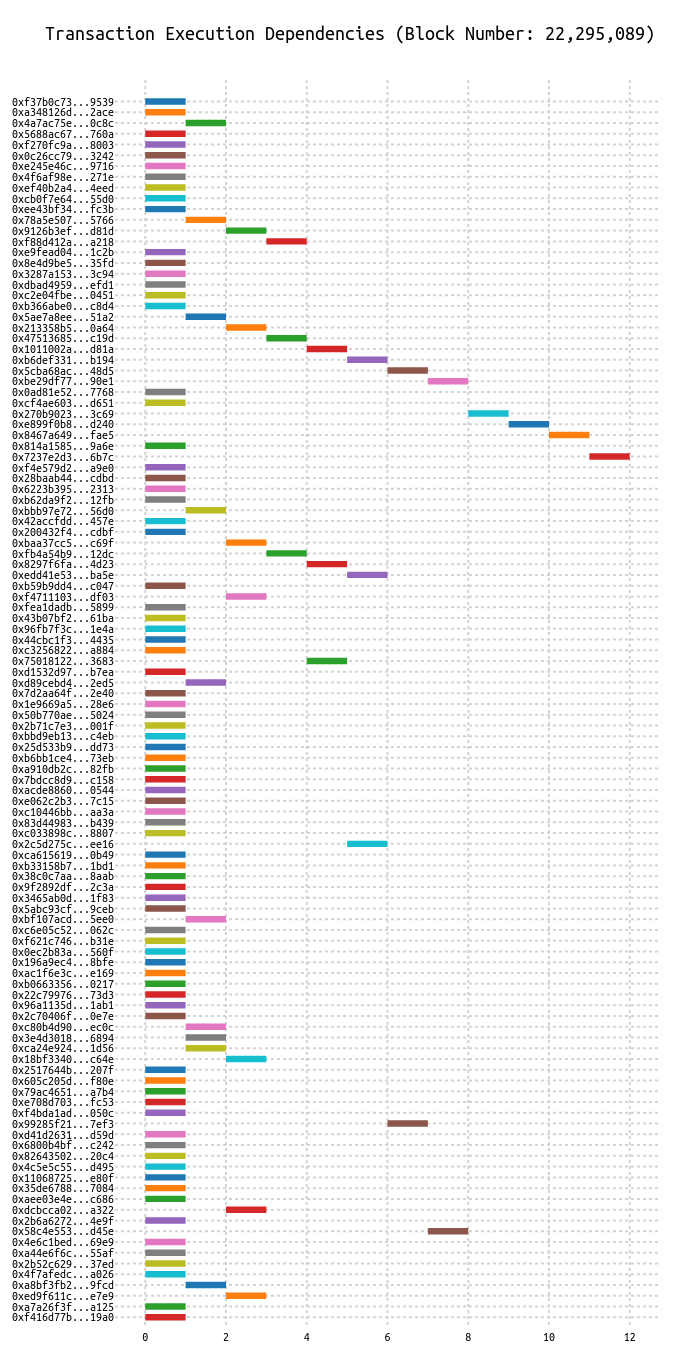 Transaction Execution Dependencies (Block Number: 22,295,089)
0xf37b0c73...9539
0xa348126d...2ace
0x4a7ac75e...0c8c
0x5688ac67...760a
0xf270fc9a...8003
0x0c26cc79...3242
0xe245e46c...9716
0x4f6af98e...271e
0xef40b2a4...4eed
0xcb0f7e64...55d0
0xee43bf34...fc3b
0x78a5e507...5766
0x9126b3ef...d81d
0xf88d412a...a218
0xe9fead04...1c2b
0x8e4d9be5...35fd
0x3287a153...3c94
0xdbad4959...efd1
0xc2e04fbe...0451
0xb366abe0...c8d4
0x5ae7a8ee...51a2
0x213358b5...0a64
0x47513685...c19d
0x1011002a...d81a
0xb6def331...b194
0x5cba68ac...48d5
0xbe29df77...90e1
0x0ad81e52...7768
0xcf4ae603...d651
0x270b9023...3c69
0xe899f0b8...d240
0x8467a649...fae5
0x814a1585...9a6e
0x7237e2d3...6b7c
0xf4e579d2...a9e0
0x28baab44...cdbd
0x6223b395...2313
0xb62da9f2...12fb
0xbbb97e72...56d0
0x42accfdd...457e
0x200432f4...cdbf
0xbaa37cc5...c69f
0xfb4a54b9...12dc
0x8297f6fa...4d23
0xedd41e53...ba5e
0xb59b9dd4...c047
0xf4711103...df03
0xfea1dadb...5899
0x43b07bf2...61ba
0x96fb7f3c...1e4a
0x44cbc1f3...4435
0xc3256822...a884
0x75018122...3683
0xd1532d97...b7ea
0xd89cebd4...2ed5
0x7d2aa64f...2e40
0x1e9669a5...28e6
0x50b770ae...5024
0x2b71c7e3...001f
0xbbd9eb13...c4eb
0x25d533b9...dd73
0xb6bb1ce4...73eb
0xa910db2c...82fb
0x7bdcc8d9...c158
0xacde8860...0544
0xe062c2b3...7c15
0xc10446bb...aa3a
0x83d44983...b439
0xc033898c...8807
0x2c5d275c...ee16
0xca615619...0b49
0xb33158b7...1bd1
0x38c0c7aa...8aab
0x9f2892df...2c3a
0x3465ab0d...1f83
0x5abc93cf...9ceb
0xbf107acd...5ee0
0xc6e05c52...062c
0xf621c746...b31e
0x0ec2b83a...560f
0x196a9ec4...8bfe
0xac1f6e3c...e169
0xb0663356...0217
0x22c79976...73d3
0x96a1135d...1ab1
0x2c70406f...0e7e
0xc80b4d90...ec0c
0x3e4d3018...6894
0xca24e924...1d56
0x18bf3340...c64e
0x2517644b...207f
0x605c205d...f80e
0x79ac4651...a7b4
0xe708d703...fc53
0xf4bda1ad...050c
0x99285f21...7ef3
0xd41d2631...d59d
0x6800b4bf...c242
0x82643502...20c4
0x4c5e5c55...d495
0x11068725...e80f
0x35de6788...7084
0xaee03e4e...c686
0xdcbcca02...a322
0x2b6a6272...4e9f
0x58c4e553...d45e
0x4e6c1bed...69e9
0xa44e6f6c...55af
0x2b52c629...37ed
0x4f7afedc...a026
0xa8bf3fb2...9fcd
0xed9f611c...e7e9
0xa7a26f3f...a125
0xf416d77b...19a0
0 2 4 6 8 10 12